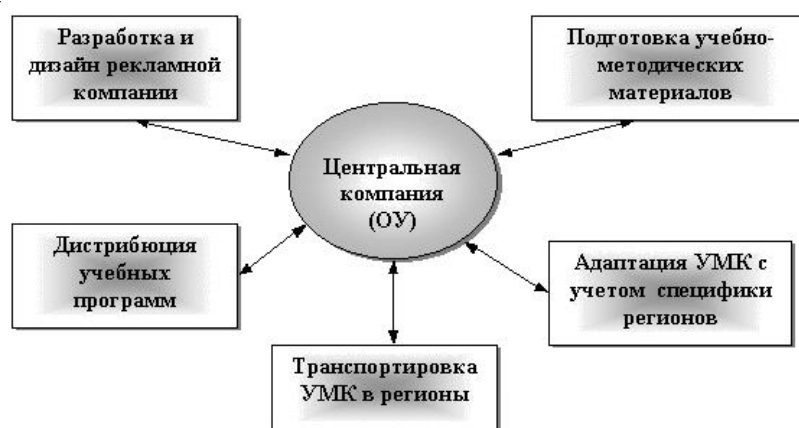 Разработка и
дизайн рекламной
компании
Подготовка учебно-
методических
материалов
Центральная
компания
(ОУ)
Дистрибюция
учебных
программ
Адаптация УМК с
учетом специфики
регионов
Транспортировка
УМК в регионы